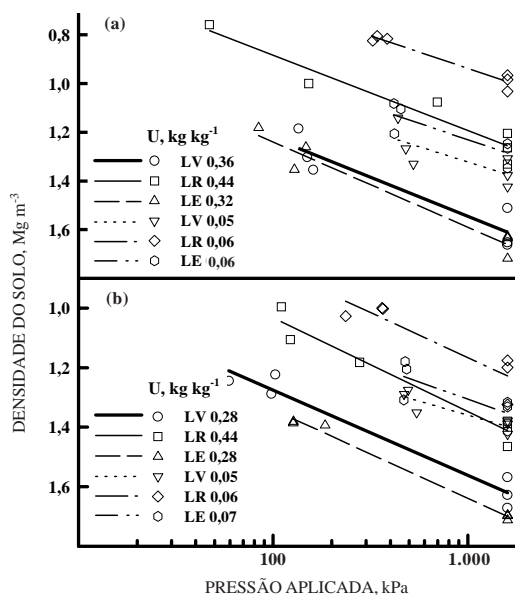 (a)
0,8
1,0
1,2
1,4
1,6
U, kg kg⁻¹
LV 0,36
LR 0,44
LE 0,32
LV 0,05
LR 0,06
LE 0,06
DENSIDADE DO SOLO, Mg m⁻³
(b)
1,0
1,2
1,4
1,6
U, kg kg⁻¹
LV 0,28
LR 0,44
LE 0,28
LV 0,05
LR 0,06
LE 0,07
100
1.000
PRESSÃO APLICADA, kPa